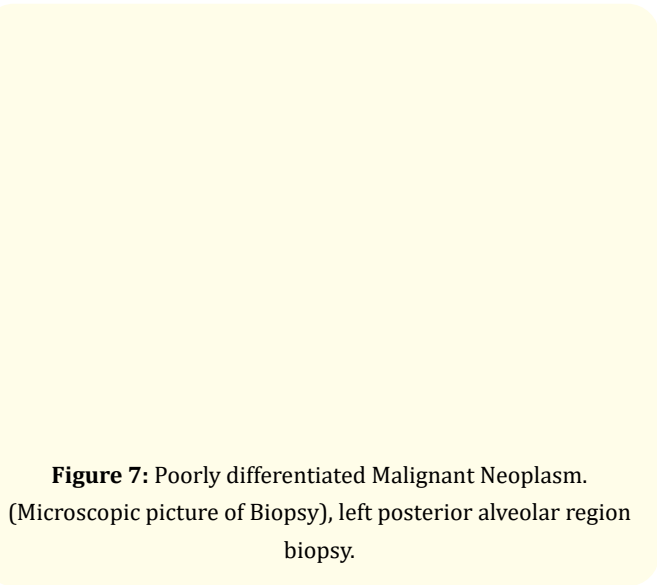 Figure 7: Poorly differentiated Malignant Neoplasm.
(Microscopic picture of Biopsy), left posterior alveolar region
biopsy.